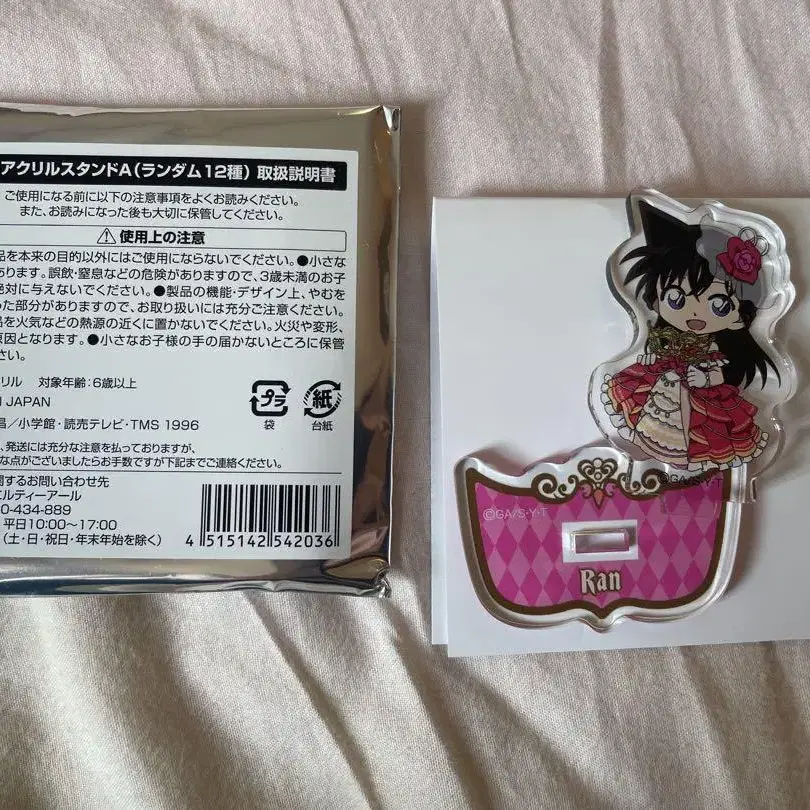 アクリルスタンドA(ランダム12種) 取扱説明書
ご使用になる前に以下の注意事項をよくお読みください。
また、お読みになった後も大切に保管してください。
使用上の注意
品を本来の目的以外にはご使用にならないでください。●小さな
あります。誤飲・窒息などの危険がありますので、3歳未満のお子
絶対に与えないでください。●製品の機能・デザイン上、やむを
った部分がありますので、お取り扱いには充分ご注意ください。
品を火気などの熱源の近くに置かないでください。火災や変形、
原因となります。●小さなお子様の手の届かないところに保管
さい。
リル 対象年齢:6歳以上
JAPAN
プラ
袋
紙
台紙
昌/小学館・読売テレビ・TMS 1996
、発送には充分な注意を払っておりますが、
な点がございましたらお手数ですが下記までご連絡ください。
関するお問い合わせ先
エルティーアール
0-434-889
平日10:00〜17:00
(土・日・祝日・年末年始を除く)
4 515142 542036
©GA/S・Y・T
©GA/S・Y・T
Ran